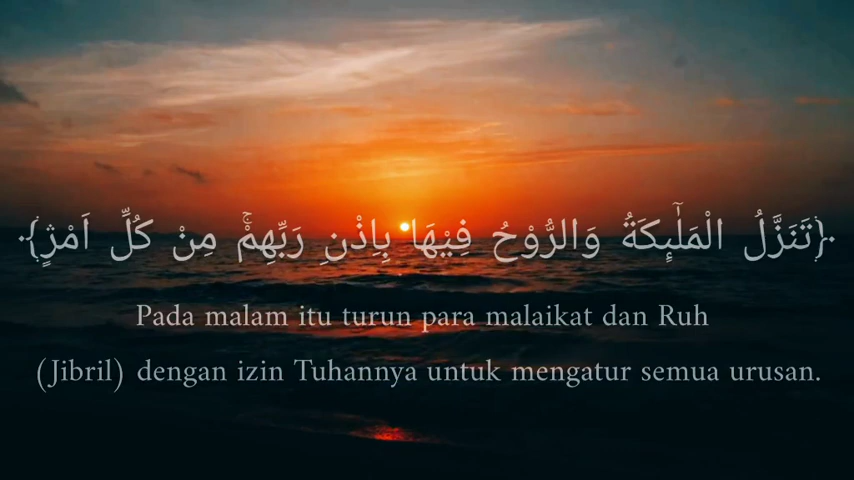 ﴿تَنَزَّلُ الْمَلٰۤىِٕكَةُ وَالرُّوْحُ فِيْهَا بِاِذْنِ رَبِّهِمْۚ مِنْ كُلِّ اَمْرٍۛ﴾
Pada malam itu turun para malaikat dan Ruh
(Jibril) dengan izin Tuhannya untuk mengatur semua urusan.